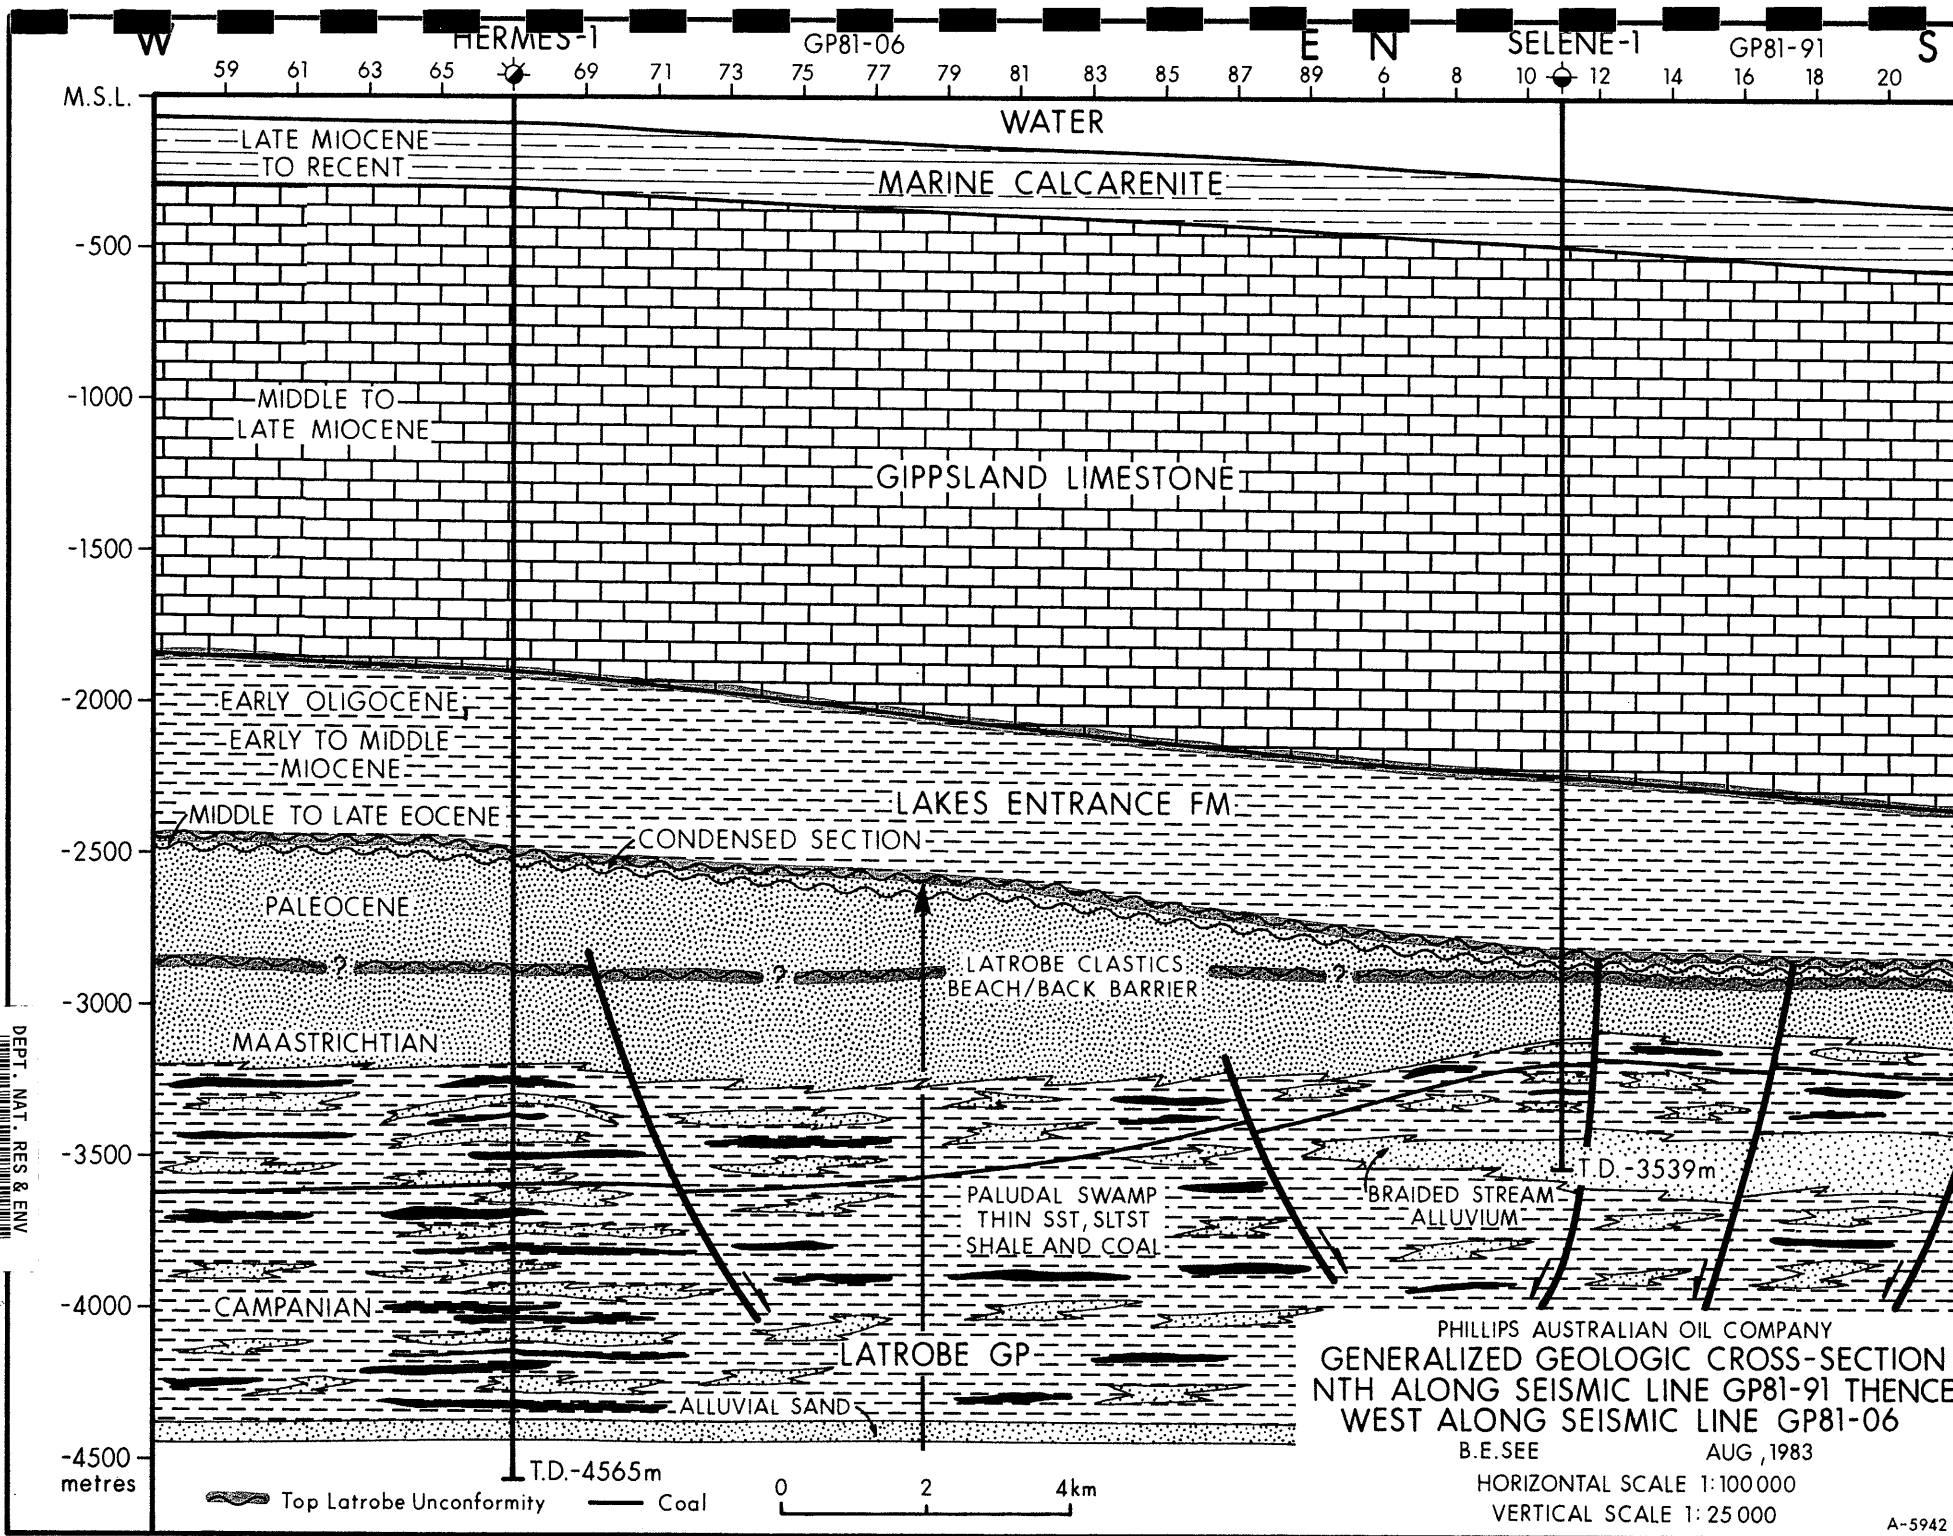 HERMES-1
GP81-06
SELENE-1
GP81-91
W
E
N
S
59 61 63 65 69 71 73 75 77 79 81 83 85 87 89 6 8 10 12 14 16 18 20
M.S.L.
WATER
LATE MIOCENE
TO RECENT
MARINE CALCARENITE
-500
-1000
MIDDLE TO
LATE MIOCENE
GIPPSLAND LIMESTONE
-1500
-2000
EARLY OLIGOCENE,
EARLY TO MIDDLE
MIOCENE
LAKES ENTRANCE FM
MIDDLE TO LATE EOCENE
CONDENSED SECTION
-2500
PALEOCENE
?
?
?
LATROBE CLASTICS
BEACH/BACK BARRIER
-3000
MAASTRICHTIAN
-3500
T.D.-3539m
PALUDAL SWAMP
THIN SST, SLTST
SHALE AND COAL
BRAIDED STREAM
ALLUVIUM
-4000
CAMPANIAN
LATROBE GP
ALLUVIAL SAND
-4500
metres
T.D.-4565m
Top Latrobe Unconformity
Coal
0 2 4km
PHILLIPS AUSTRALIAN OIL COMPANY
GENERALIZED GEOLOGIC CROSS-SECTION
NTH ALONG SEISMIC LINE GP81-91 THENCE
WEST ALONG SEISMIC LINE GP81-06
B.E.SEE AUG, 1983
HORIZONTAL SCALE 1:100000
VERTICAL SCALE 1:25000
A-5942
DEPT. NAT. RES & ENV